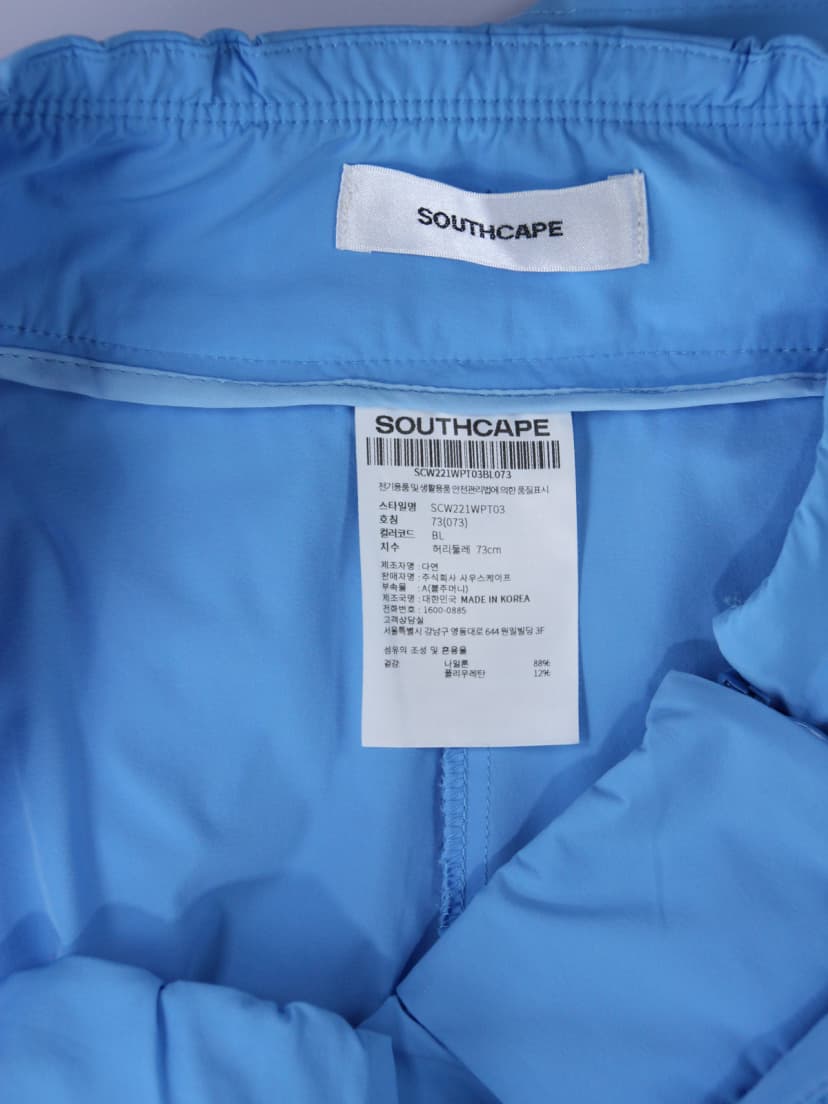 SOUTHCAPE
SOUTHCAPE
SCW221WPT03BL073
전기용품 및 생활용품 안전관리법에 의한 품질표시
스타일명 SCW221WPT03
호칭 73(073)
컬러코드 BL
치수 허리둘레 73cm
제조자명 : 다연
판매자명 : 주식회사 사우스케이프
부속물 : A(볼주머니)
제조국명 : 대한민국 MADE IN KOREA
전화번호 : 1600-0885
고객상담실
서울특별시 강남구 영동대로 644 원일빌딩 3F
섬유의 조성 및 혼용율
겉감 나일론 88%
폴리우레탄 12%